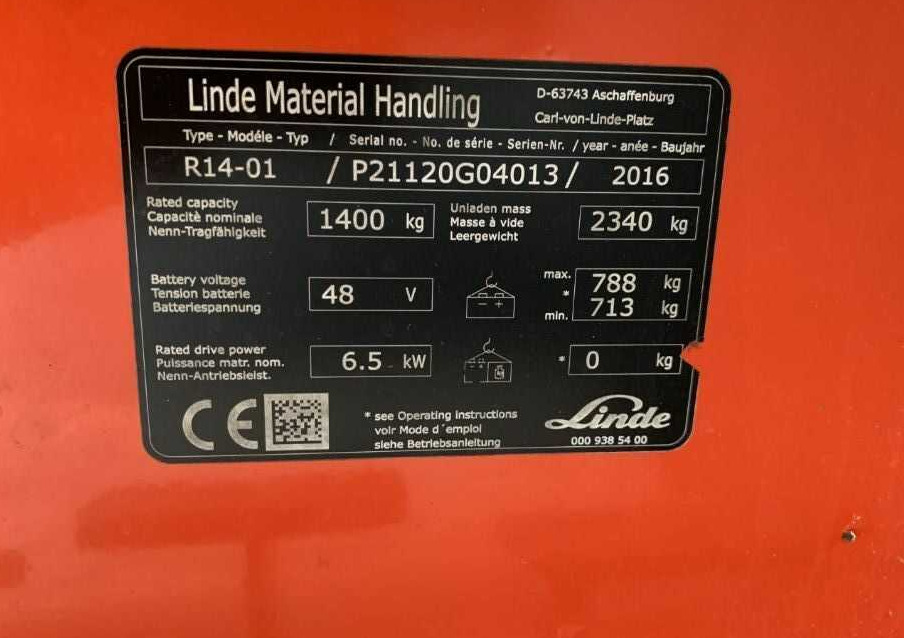 Linde Material Handling
D-63743 Aschaffenburg
Carl-von-Linde-Platz
Type - Modéle - Typ / Serial no. - No. de série - Serien-Nr. / year - anée - Baujahr
R14-01 / P21120G04013 / 2016
Rated capacity
Capacitè nominale
Nenn-Tragfähigkeit
1400 kg
Unladen mass
Masse à vide
Leergewicht
2340 kg
Battery voltage
Tension batterie
Batteriespannung
48 V
- +
max. 788 kg
*
min. 713 kg
Rated drive power
Puissance matr. nom.
Nenn-Antriebsleist.
6.5 kW
* 0 kg
CE
* see Operating instructions
voir Mode d´emploi
siehe Betriebsanleitung
Linde
000 938 54 00